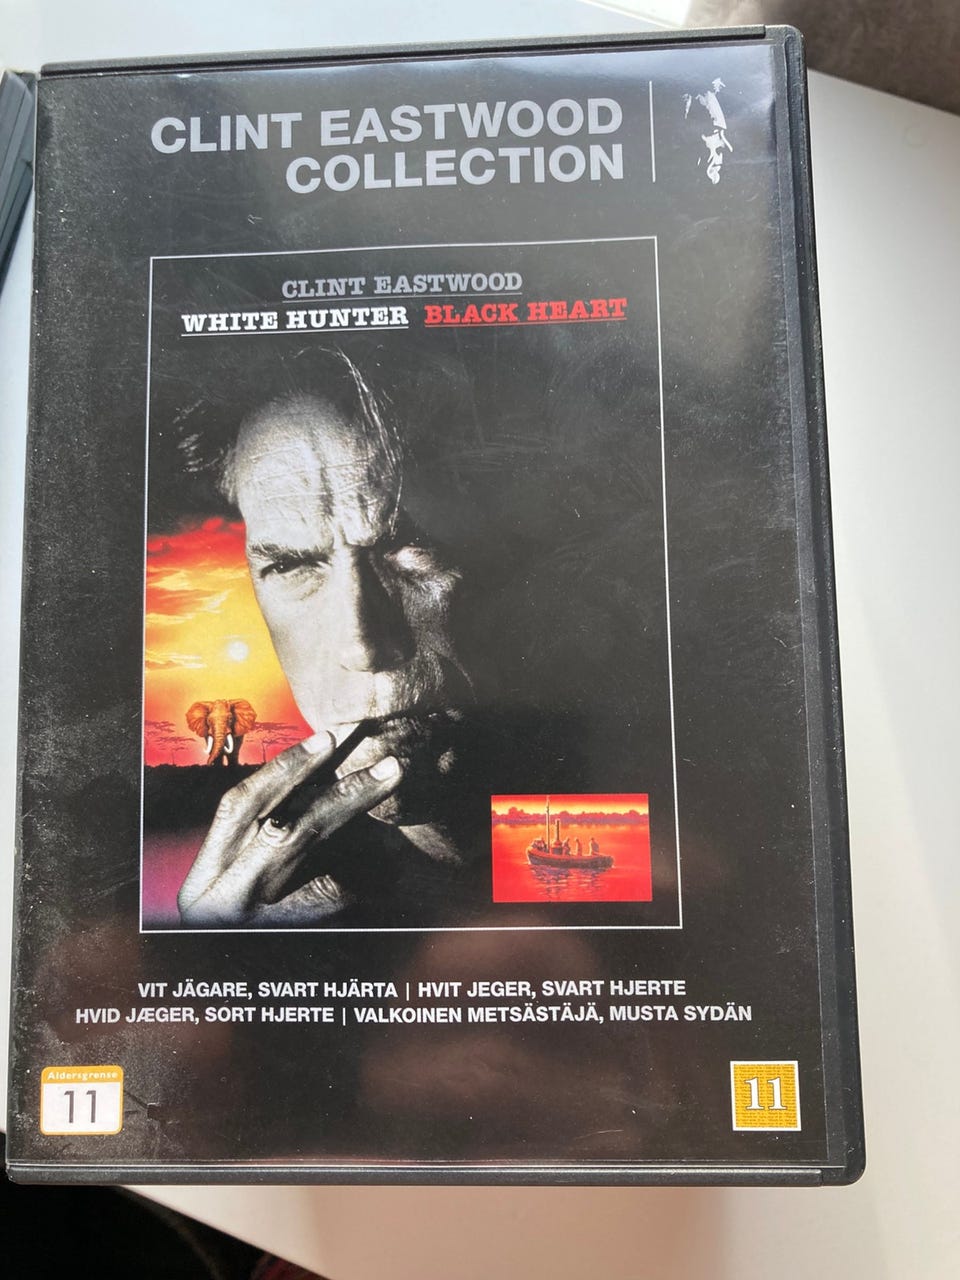 CLINT EASTWOOD
COLLECTION
CLINT EASTWOOD
WHITE HUNTER BLACK HEART
VIT JÄGARE, SVART HJÄRTA | HVIT JEGER, SVART HJERTE
HVID JÆGER, SORT HJERTE | VALKOINEN METSÄSTÄJÄ, MUSTA SYDÄN
Aldersgrense
11
11